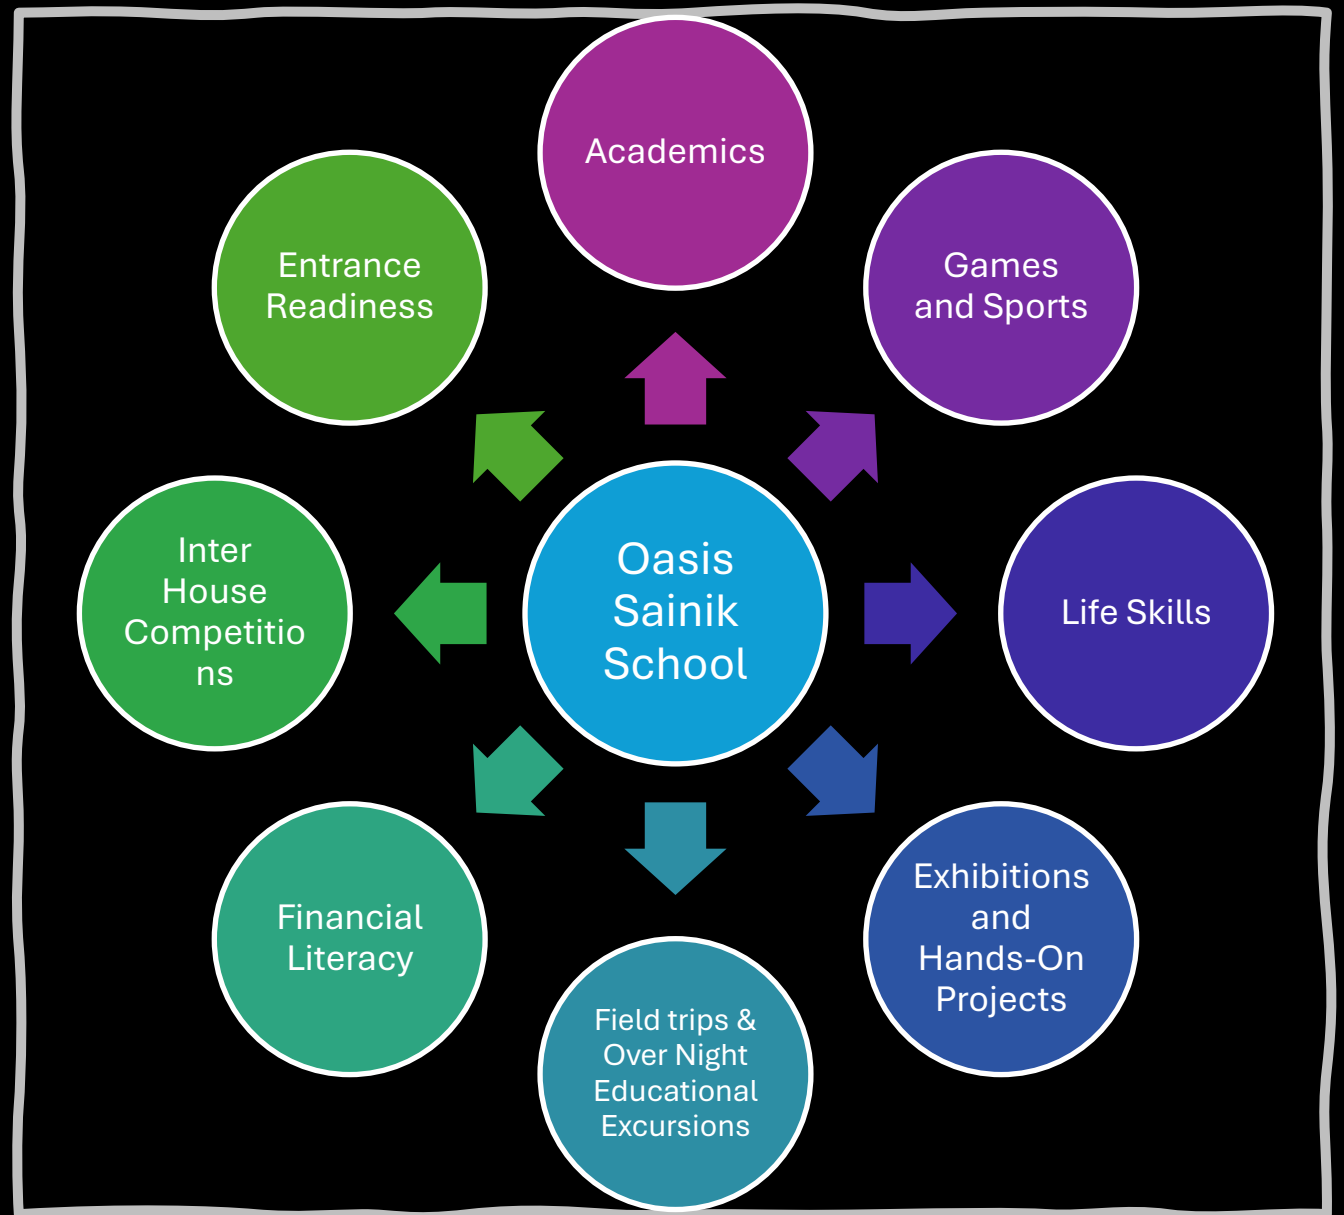 Academics
Games
and Sports
Life Skills
Exhibitions
and
Hands-On
Projects
Field trips &
Over Night
Educational
Excursions
Financial
Literacy
Inter
House
Competitio
ns
Entrance
Readiness
Oasis
Sainik
School